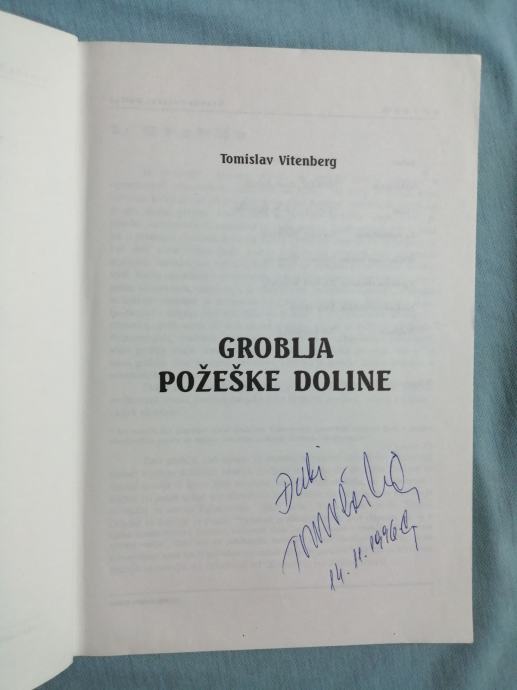 Tomislav Vitenberg
GROBLJA
POŽEŠKE DOLINE
14. 11. 1996